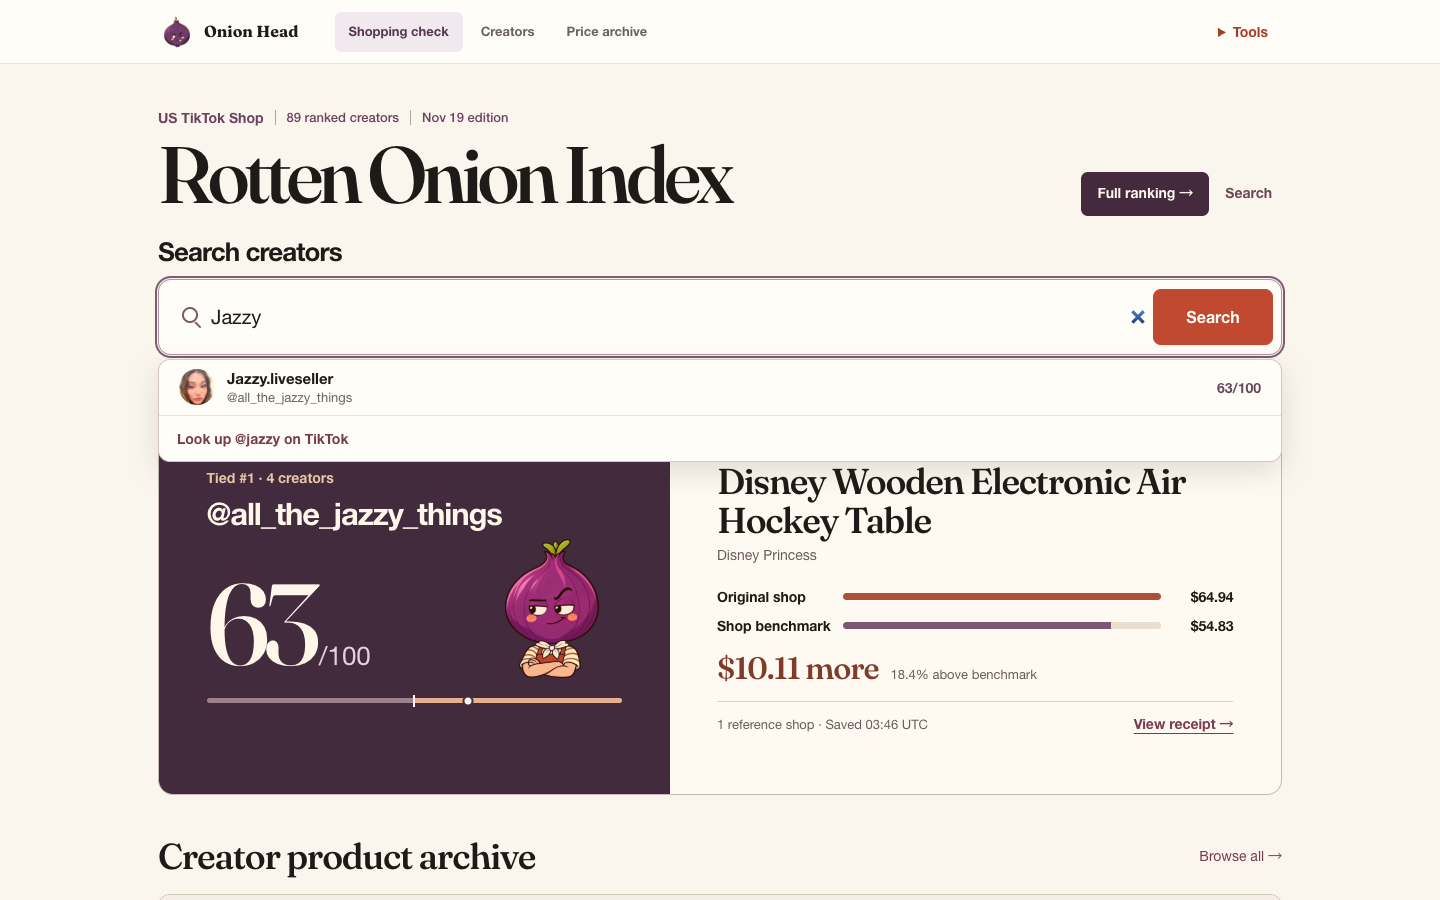 Onion Head
Shopping check
Creators
Price archive
Tools
US TikTok Shop
89 ranked creators
Nov 19 edition
Rotten Onion Index
Full ranking →
Search
Search creators
Jazzy
Search
Jazzy.liveseller
@all_the_jazzy_things
63/100
Look up @jazzy on TikTok
Tied #1 · 4 creators
@all_the_jazzy_things
63/100
Disney Wooden Electronic Air
Hockey Table
Disney Princess
Original shop $64.94
Shop benchmark $54.83
$10.11 more 18.4% above benchmark
1 reference shop · Saved 03:46 UTC
View receipt →
Creator product archive
Browse all →